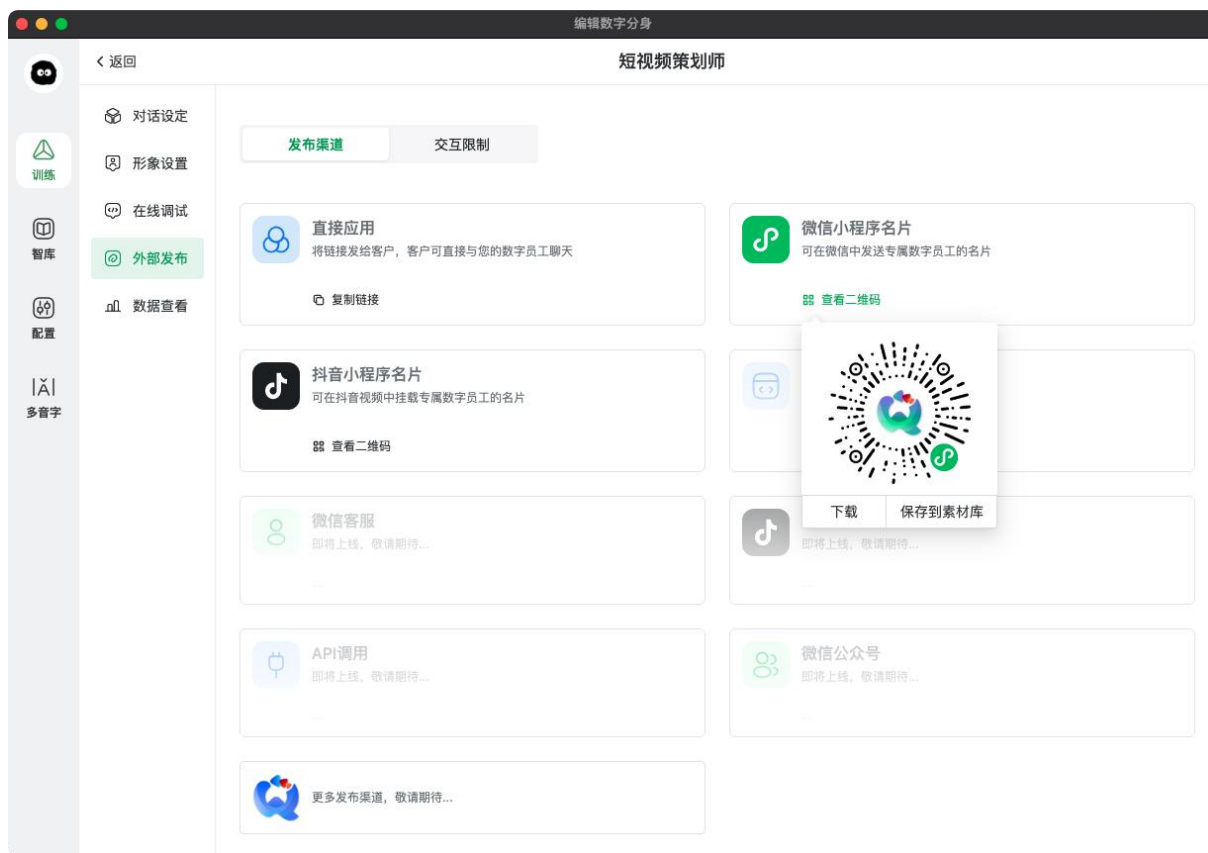 编辑数字分身
返回
短视频策划师
训练
智库
配置
|Ǎ|
多音字
对话设定
形象设置
在线调试
外部发布
数据查看
发布渠道
交互限制
直接应用
将链接发给客户，客户可直接与您的数字员工聊天
复制链接
微信小程序名片
可在微信中发送专属数字员工的名片
查看二维码
抖音小程序名片
可在抖音视频中挂载专属数字员工的名片
查看二维码
下载
保存到素材库
微信客服
即将上线，敬请期待...
...
即将上线，敬请期待...
...
API调用
即将上线，敬请期待...
...
微信公众号
即将上线，敬请期待...
...
更多发布渠道，敬请期待...